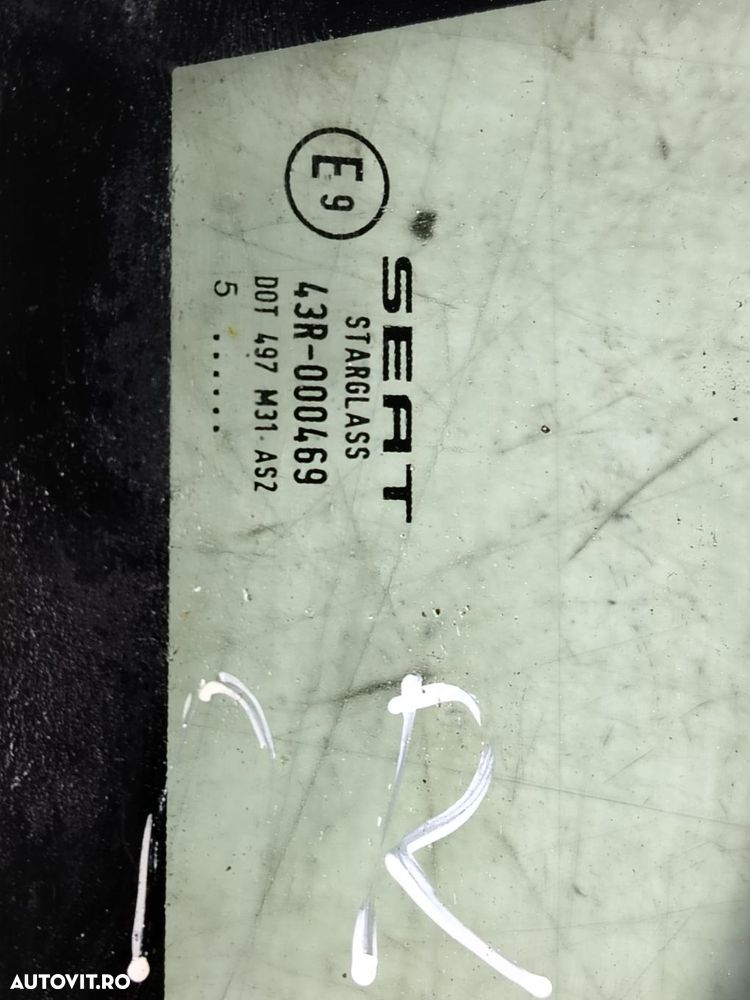 E9
SEAT
STARGLASS
43R-000469
DOT 497 M31·AS2
5 ......
R
AUTOVIT.RO